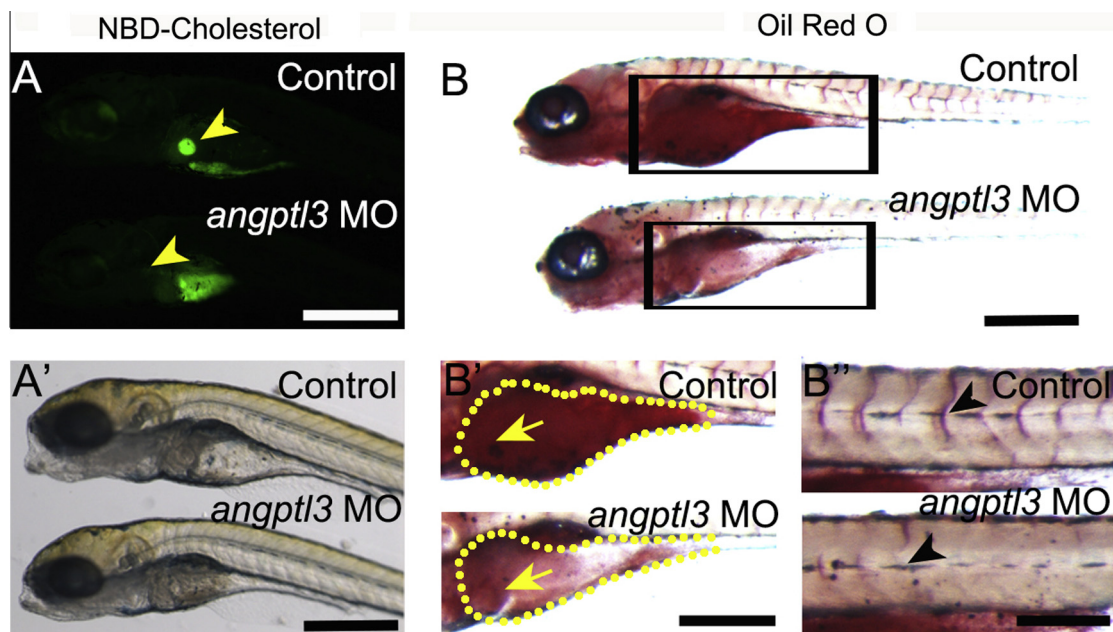 NBD-Cholesterol
Oil Red O
A
Control
angptl3 MO
B
Control
angptl3 MO
A'
Control
angptl3 MO
B'
Control
angptl3 MO
B''
Control
angptl3 MO